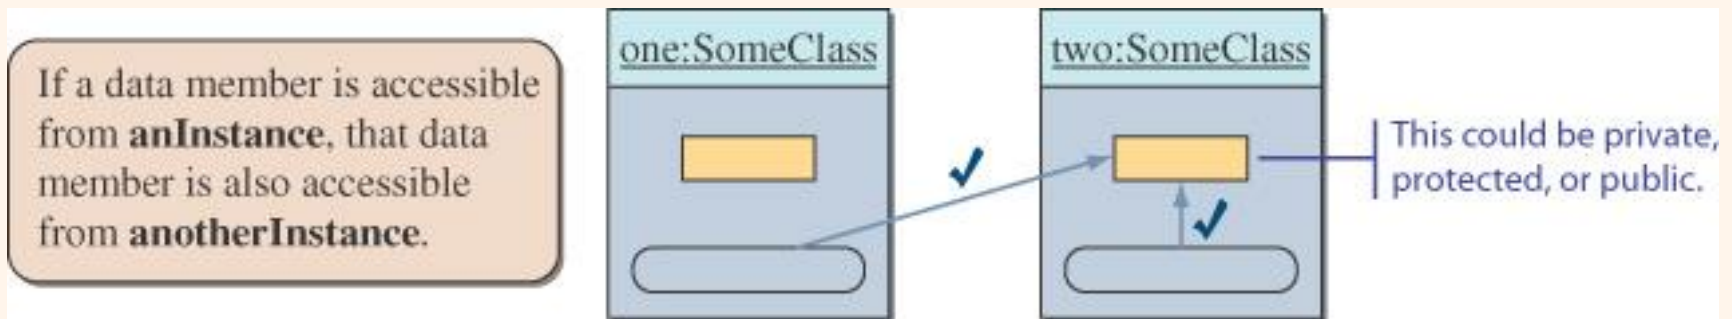 If a data member is accessible
from anInstance, that data
member is also accessible
from anotherInstance.
one:SomeClass
two:SomeClass
This could be private,
protected, or public.